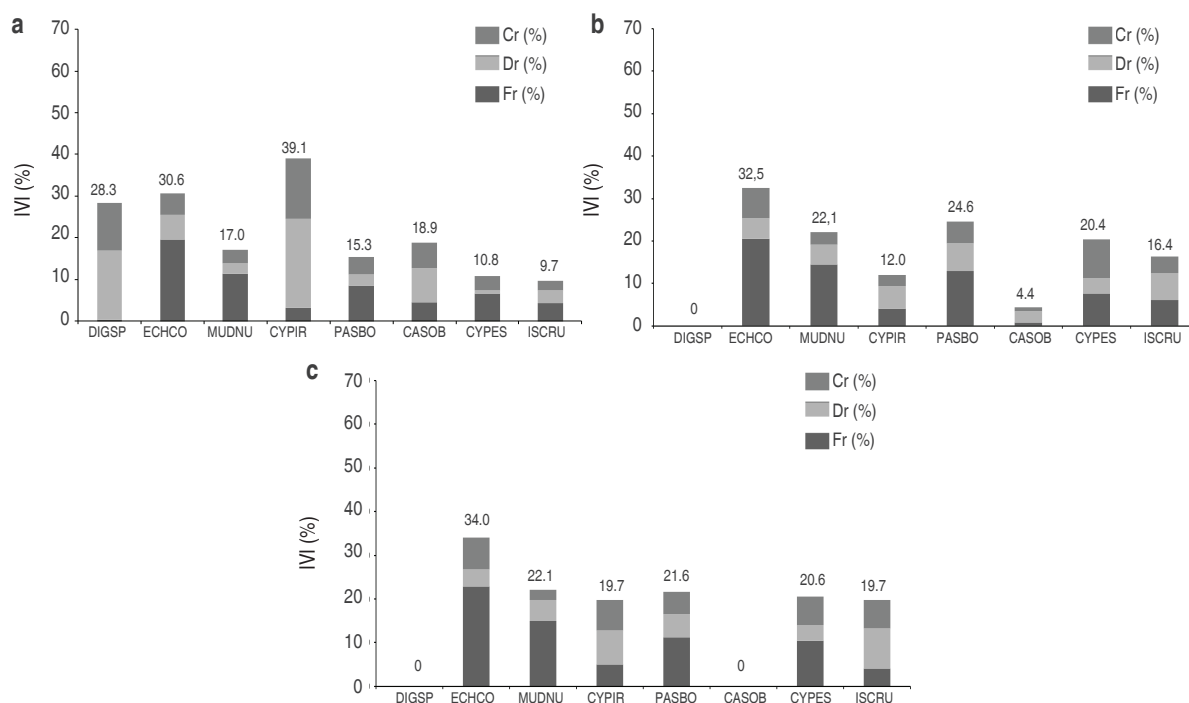 a
70
60
50
40
30
20
10
0
IVI (%)
Cr (%)
Dr (%)
Fr (%)
28.3
30.6
17.0
39.1
15.3
18.9
10.8
9.7
DIGSP ECHCO MUDNU CYPIR PASBO CASOB CYPES ISCRU
b
70
60
50
40
30
20
10
0
IVI (%)
Cr (%)
Dr (%)
Fr (%)
0
32,5
22,1
12.0
24.6
4.4
20.4
16.4
DIGSP ECHCO MUDNU CYPIR PASBO CASOB CYPES ISCRU
c
70
60
50
40
30
20
10
0
IVI (%)
Cr (%)
Dr (%)
Fr (%)
0
34.0
22.1
19.7
21.6
0
20.6
19.7
DIGSP ECHCO MUDNU CYPIR PASBO CASOB CYPES ISCRU